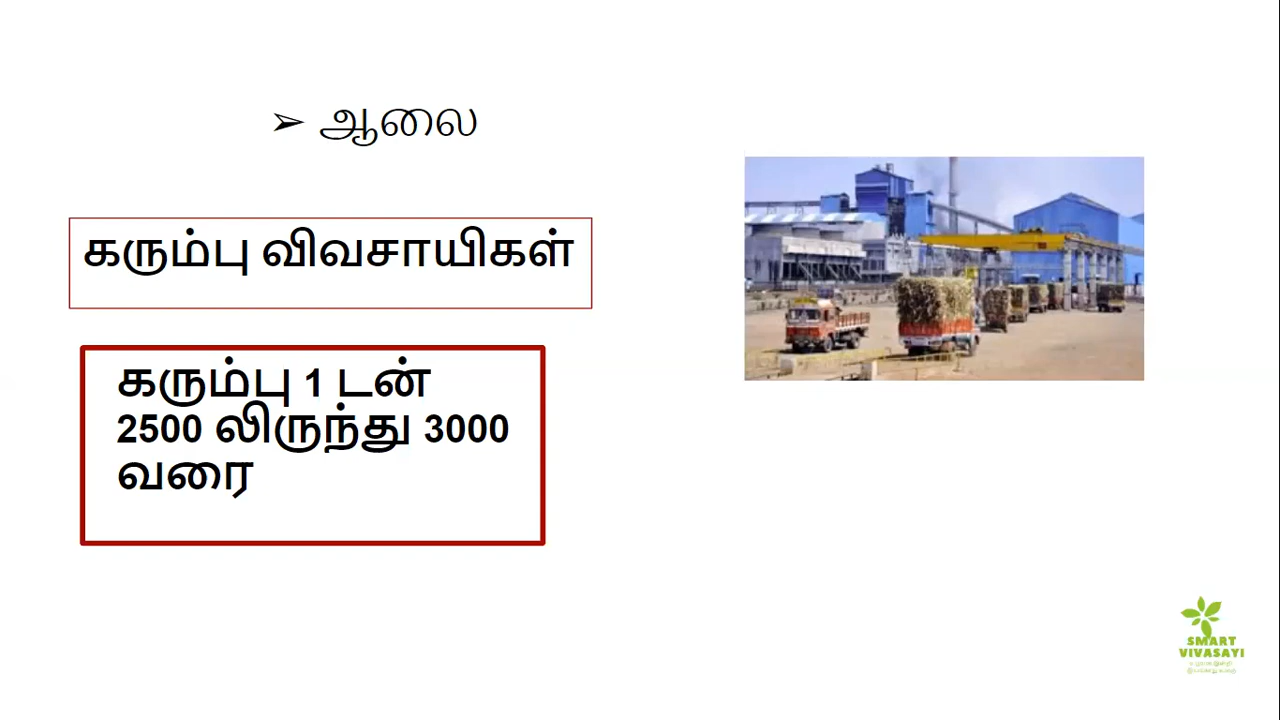 ➢ ஆலை
கரும்பு விவசாயிகள்
கரும்பு 1 டன்
2500 லிருந்து 3000
வரை
SMART
VIVASAYI